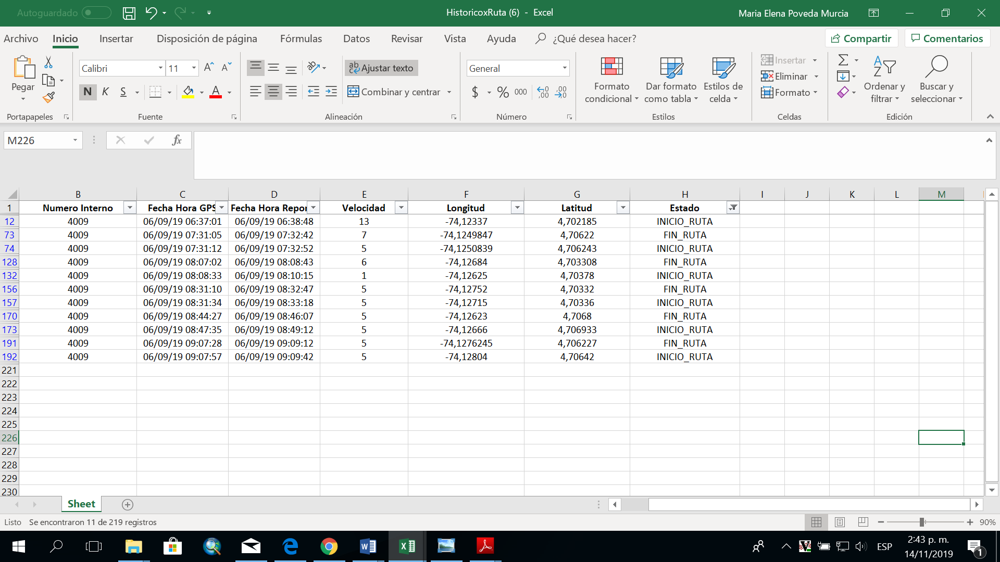 Autoguardado
HistoricoxRuta (6) - Excel
Maria Elena Poveda Murcia
Archivo Inicio Insertar Disposición de página Fórmulas Datos Revisar Vista Ayuda ¿Qué desea hacer? Compartir Comentarios
Pegar
Portapapeles
Calibri 11
N K S
Fuente
Ajustar texto
Combinar y centrar
Alineación
General
$ % 000
Número
Formato condicional
Dar formato como tabla
Estilos de celda
Estilos
Insertar
Eliminar
Formato
Celdas
Ordenar y filtrar
Buscar y seleccionar
Edición
M226 fx
B C D E F G H I J K L M
1 Numero Interno Fecha Hora GPS Fecha Hora Repor Velocidad Longitud Latitud Estado
12 4009 06/09/19 06:37:01 06/09/19 06:38:48 13 -74,12337 4,702185 INICIO_RUTA
73 4009 06/09/19 07:31:05 06/09/19 07:32:42 7 -74,1249847 4,70622 FIN_RUTA
74 4009 06/09/19 07:31:12 06/09/19 07:32:52 5 -74,1250839 4,706243 INICIO_RUTA
128 4009 06/09/19 08:07:02 06/09/19 08:08:43 6 -74,12684 4,703308 FIN_RUTA
132 4009 06/09/19 08:08:33 06/09/19 08:10:15 1 -74,12625 4,70378 INICIO_RUTA
156 4009 06/09/19 08:31:10 06/09/19 08:32:47 5 -74,12752 4,70332 FIN_RUTA
157 4009 06/09/19 08:31:34 06/09/19 08:33:18 5 -74,12715 4,70336 INICIO_RUTA
170 4009 06/09/19 08:44:27 06/09/19 08:46:07 5 -74,12623 4,7068 FIN_RUTA
173 4009 06/09/19 08:47:35 06/09/19 08:49:12 5 -74,12666 4,706933 INICIO_RUTA
191 4009 06/09/19 09:07:28 06/09/19 09:09:12 5 -74,1276245 4,706227 FIN_RUTA
192 4009 06/09/19 09:07:57 06/09/19 09:09:42 5 -74,12804 4,70642 INICIO_RUTA
221
222
223
224
225
226
227
228
229
230
Sheet
Listo Se encontraron 11 de 219 registros
90%
ESP
2:43 p. m.
14/11/2019
1